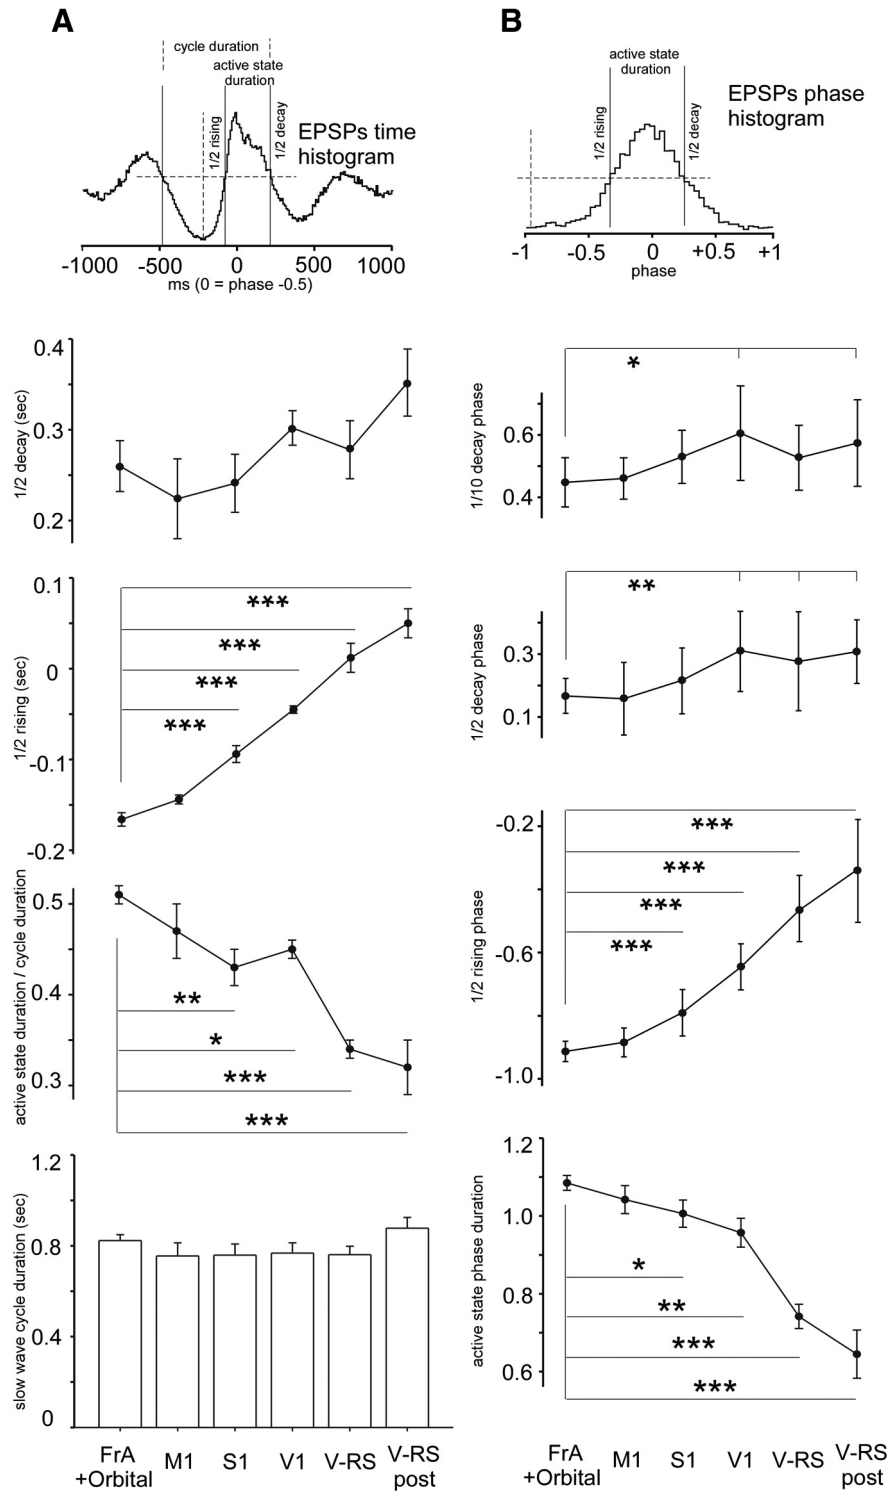 A
cycle duration
active state
duration
1/2 rising
1/2 decay
EPSPs time
histogram
-1000 -500 0 500 1000
ms (0 = phase -0.5)
B
active state
duration
1/2 rising
1/2 decay
EPSPs phase
histogram
-1 -0.5 0 +0.5 +1
phase
1/2 decay (sec)
0.4
0.3
0.2
1/2 rising (sec)
0.1
0
-0.1
-0.2
***
***
***
***
active state duration / cycle duration
0.5
0.4
0.3
**
*
***
***
slow wave cycle duration (sec)
1.2
0.8
0.4
0
FrA
+Orbital
M1
S1
V1
V-RS
V-RS
post
1/10 decay phase
0.6
0.4
*
1/2 decay phase
0.3
0.1
**
1/2 rising phase
-0.2
-0.6
-1.0
***
***
***
***
active state phase duration
1.2
1.0
0.8
0.6
*
**
***
***
FrA
+Orbital
M1
S1
V1
V-RS
V-RS
post